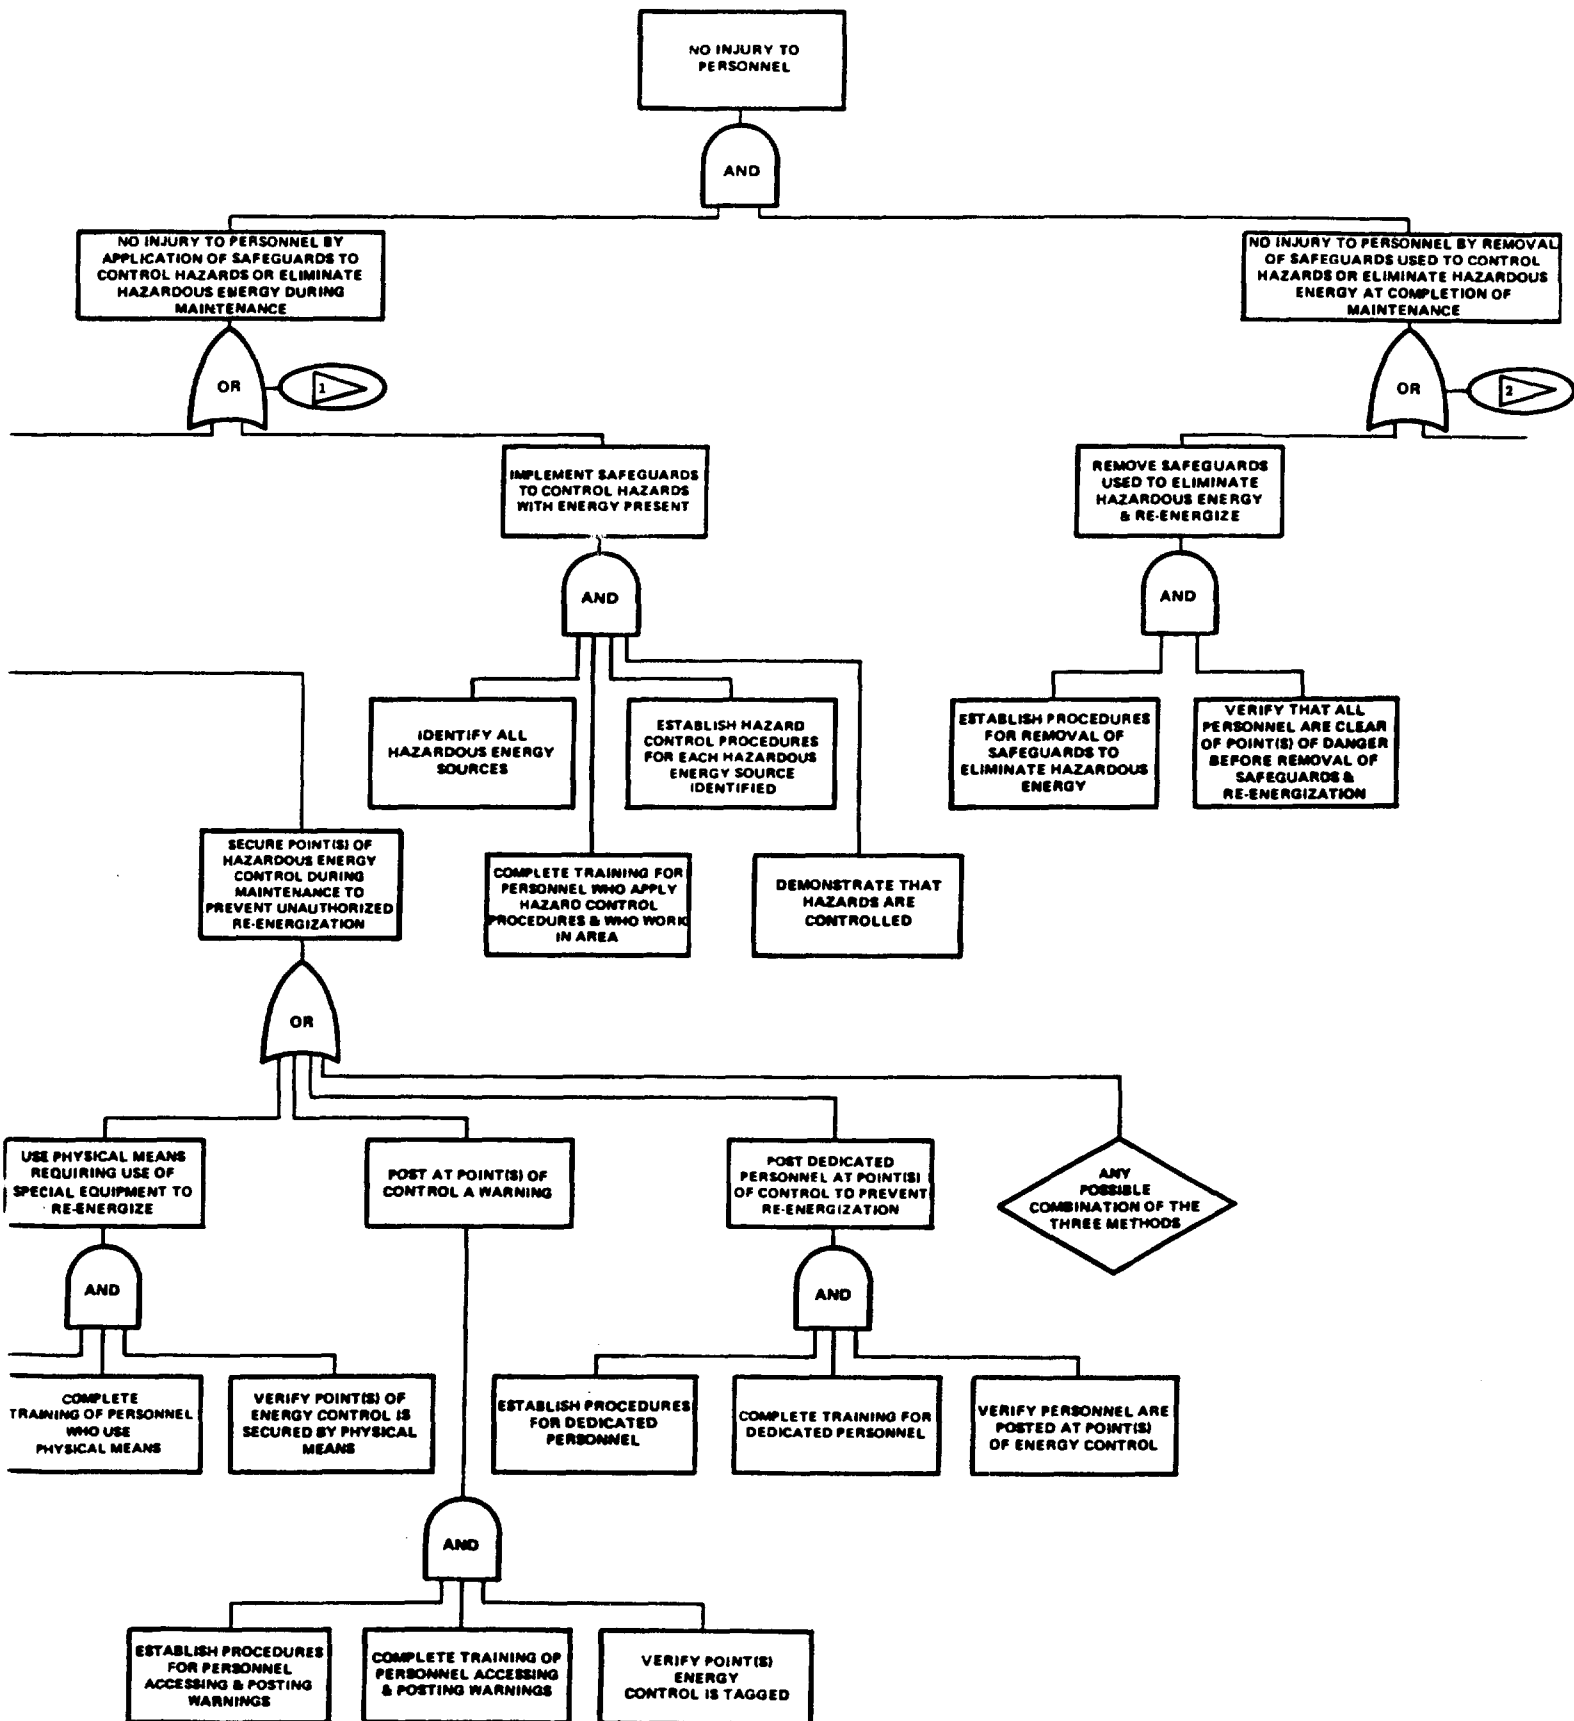 NO INJURY TO
PERSONNEL
AND
NO INJURY TO PERSONNEL BY
APPLICATION OF SAFEGUARDS TO
CONTROL HAZARDS OR ELIMINATE
HAZARDOUS ENERGY DURING
MAINTENANCE
NO INJURY TO PERSONNEL BY REMOVAL
OF SAFEGUARDS USED TO CONTROL
HAZARDS OR ELIMINATE HAZARDOUS
ENERGY AT COMPLETION OF
MAINTENANCE
OR
1
OR
2
IMPLEMENT SAFEGUARDS
TO CONTROL HAZARDS
WITH ENERGY PRESENT
REMOVE SAFEGUARDS
USED TO ELIMINATE
HAZARDOUS ENERGY
& RE-ENERGIZE
AND
AND
IDENTIFY ALL
HAZARDOUS ENERGY
SOURCES
ESTABLISH HAZARD
CONTROL PROCEDURES
FOR EACH HAZARDOUS
ENERGY SOURCE
IDENTIFIED
ESTABLISH PROCEDURES
FOR REMOVAL OF
SAFEGUARDS TO
ELIMINATE HAZARDOUS
ENERGY
VERIFY THAT ALL
PERSONNEL ARE CLEAR
OF POINT(S) OF DANGER
BEFORE REMOVAL OF
SAFEGUARDS &
RE-ENERGIZATION
SECURE POINT(S) OF
HAZARDOUS ENERGY
CONTROL DURING
MAINTENANCE TO
PREVENT UNAUTHORIZED
RE-ENERGIZATION
COMPLETE TRAINING FOR
PERSONNEL WHO APPLY
HAZARD CONTROL
PROCEDURES & WHO WORK
IN AREA
DEMONSTRATE THAT
HAZARDS ARE
CONTROLLED
OR
USE PHYSICAL MEANS
REQUIRING USE OF
SPECIAL EQUIPMENT TO
RE-ENERGIZE
POST AT POINT(S) OF
CONTROL A WARNING
POST DEDICATED
PERSONNEL AT POINT(S)
OF CONTROL TO PREVENT
RE-ENERGIZATION
ANY
POSSIBLE
COMBINATION OF THE
THREE METHODS
AND
AND
COMPLETE
TRAINING OF PERSONNEL
WHO USE
PHYSICAL MEANS
VERIFY POINT(S) OF
ENERGY CONTROL IS
SECURED BY PHYSICAL
MEANS
ESTABLISH PROCEDURES
FOR DEDICATED
PERSONNEL
COMPLETE TRAINING FOR
DEDICATED PERSONNEL
VERIFY PERSONNEL ARE
POSTED AT POINT(S)
OF ENERGY CONTROL
AND
ESTABLISH PROCEDURES
FOR PERSONNEL
ACCESSING & POSTING
WARNINGS
COMPLETE TRAINING OF
PERSONNEL ACCESSING
& POSTING WARNINGS
VERIFY POINT(S)
ENERGY
CONTROL IS TAGGED